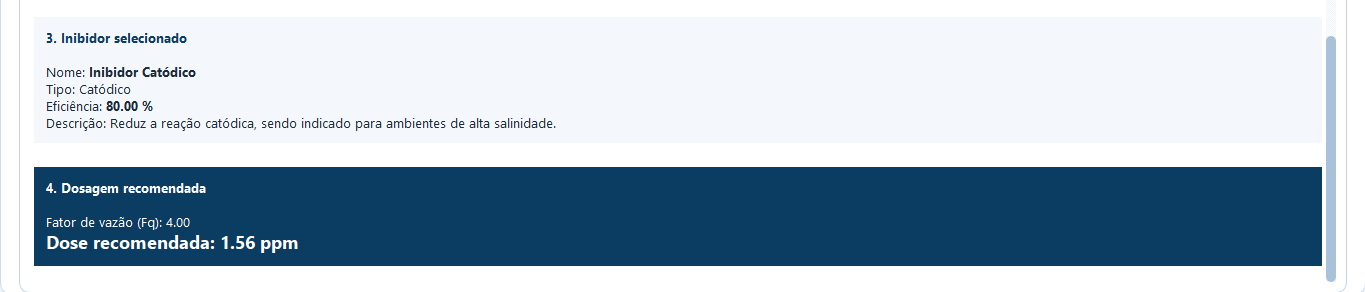 3. Inibidor selecionado
Nome: Inibidor Catódico
Tipo: Catódico
Eficiência: 80.00 %
Descrição: Reduz a reação catódica, sendo indicado para ambientes de alta salinidade.
4. Dosagem recomendada
Fator de vazão (Fq): 4.00
Dose recomendada: 1.56 ppm